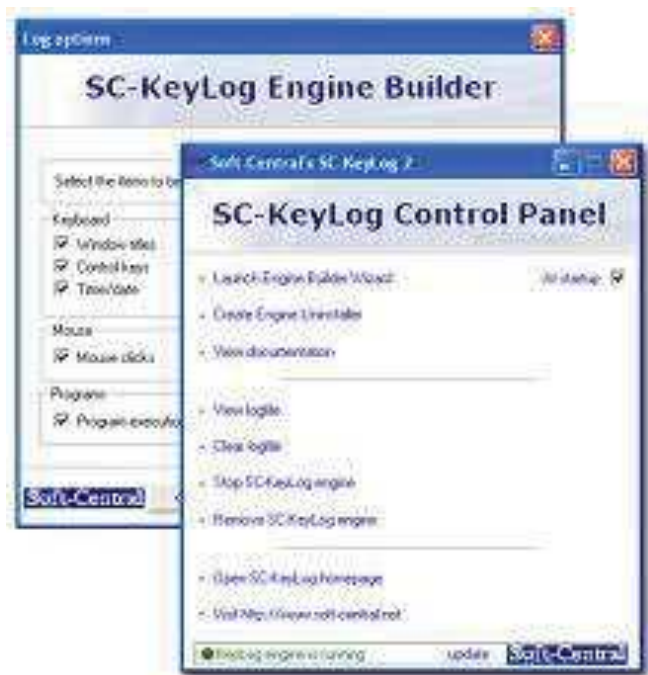 Log options
SC-KeyLog Engine Builder
Select the items to be
Keyboard
Window titles
Control keys
Time/date
Mouse
Mouse clicks
Programs
Program execution
Soft-Central
Soft-Central's SC-KeyLog 2
SC-KeyLog Control Panel
Launch Engine Builder Wizard
At startup
Create Engine Uninstaller
View documentation
View logfile
Clear logfile
Stop SC-KeyLog engine
Remove SC-KeyLog engine
Open SC-KeyLog homepage
Visit http://www.soft-central.net
KeyLog engine is running
update
Soft-Central